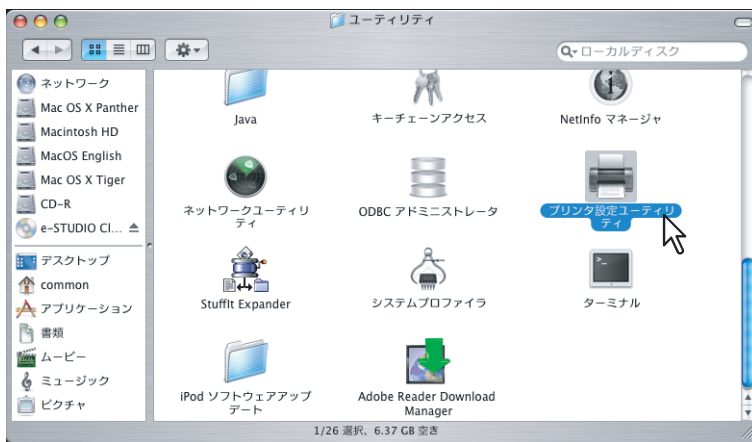 ユーティリティ
ローカルディスク
ネットワーク
Mac OS X Panther
Macintosh HD
MacOS English
Mac OS X Tiger
CD-R
e-STUDIO Cl...
デスクトップ
common
アプリケーション
書類
ムービー
ミュージック
ピクチャ
Java
キーチェーンアクセス
NetInfo マネージャ
ネットワークユーティリ
ティ
ODBC アドミニストレータ
プリンタ設定ユーティリ
ティ
StuffIt Expander
システムプロファイラ
ターミナル
iPod ソフトウェアアップ
デート
Adobe Reader Download
Manager
1/26 選択、6.37 GB 空き